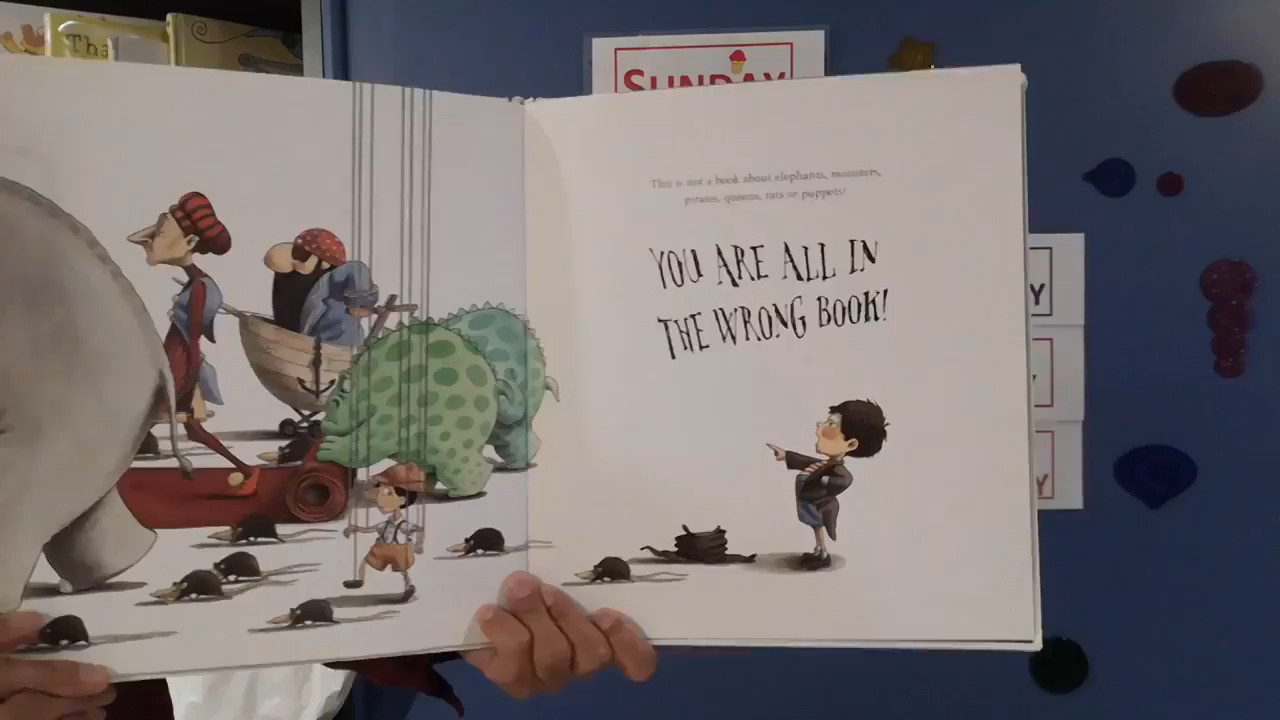 Tha
SUNDAY
This is not a book about elephants, monsters,
pirates, queens, rats or puppets!
YOU ARE ALL IN
THE WRONG BOOK!
Y
Y